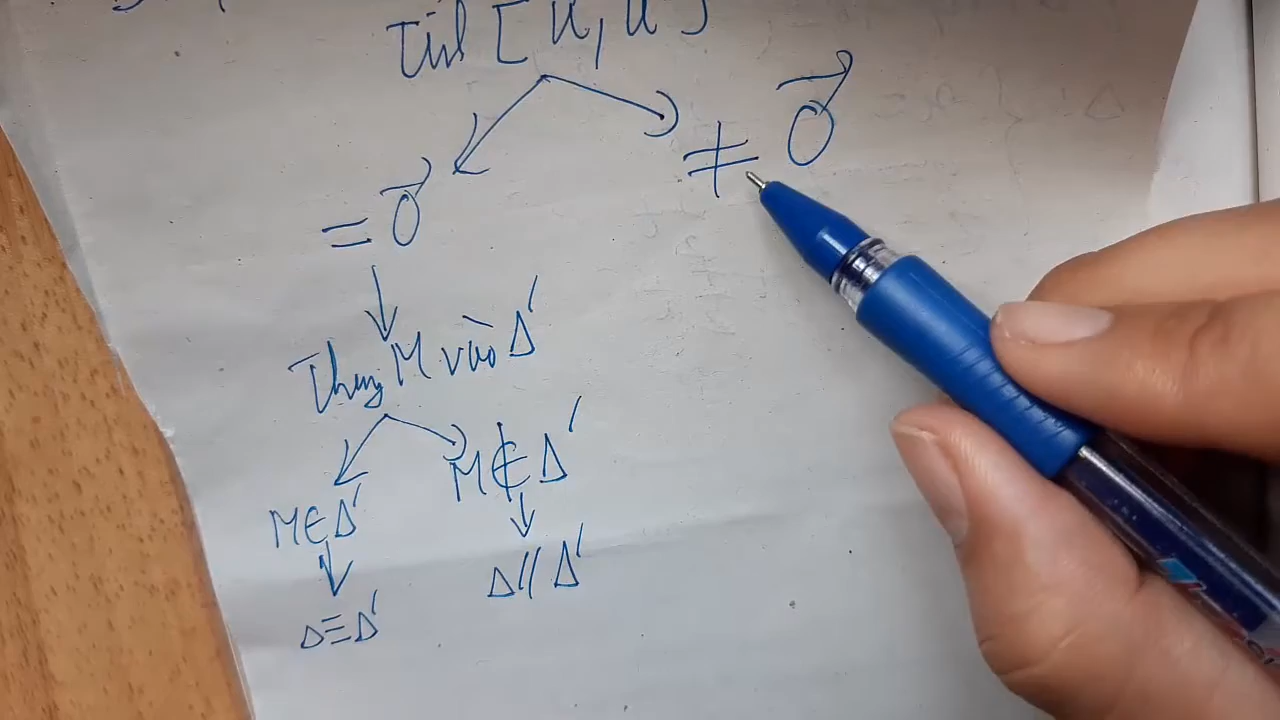 Tính [u, u']
= 0⃗
≠ 0⃗
Thay M vào Δ'
M ∈ Δ'
M ∉ Δ'
Δ ≡ Δ'
Δ // Δ'